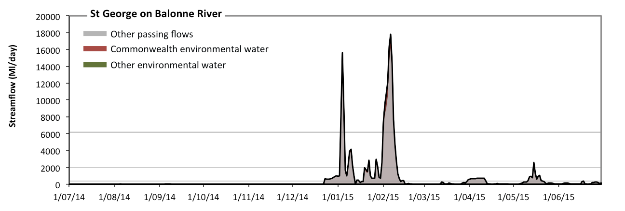 St George on Balonne River
Streamflow (Ml/day)
20000
18000
16000
14000
12000
10000
8000
6000
4000
2000
0
Other passing flows
Commonwealth environmental water
Other environmental water
1/07/14 1/08/14 1/09/14 1/10/14 1/11/14 1/12/14 1/01/15 1/02/15 1/03/15 1/04/15 1/05/15 1/06/15